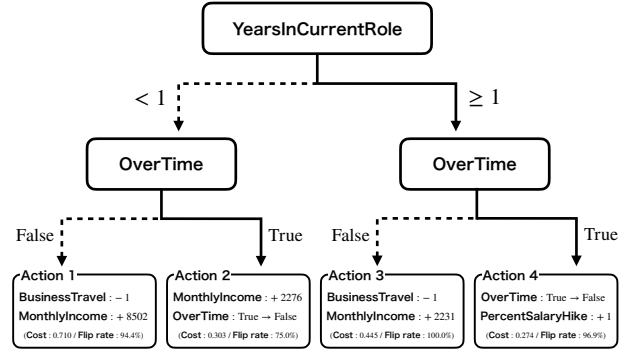 YearsInCurrentRole
< 1
≥ 1
OverTime
OverTime
False
True
False
True
Action 1
BusinessTravel : − 1
MonthlyIncome : + 8502
(Cost : 0.710 / Flip rate : 94.4%)
Action 2
MonthlyIncome : + 2276
OverTime : True → False
(Cost : 0.303 / Flip rate : 75.0%)
Action 3
BusinessTravel : − 1
MonthlyIncome : + 2231
(Cost : 0.445 / Flip rate : 100.0%)
Action 4
OverTime : True → False
PercentSalaryHike : + 1
(Cost : 0.274 / Flip rate : 96.9%)